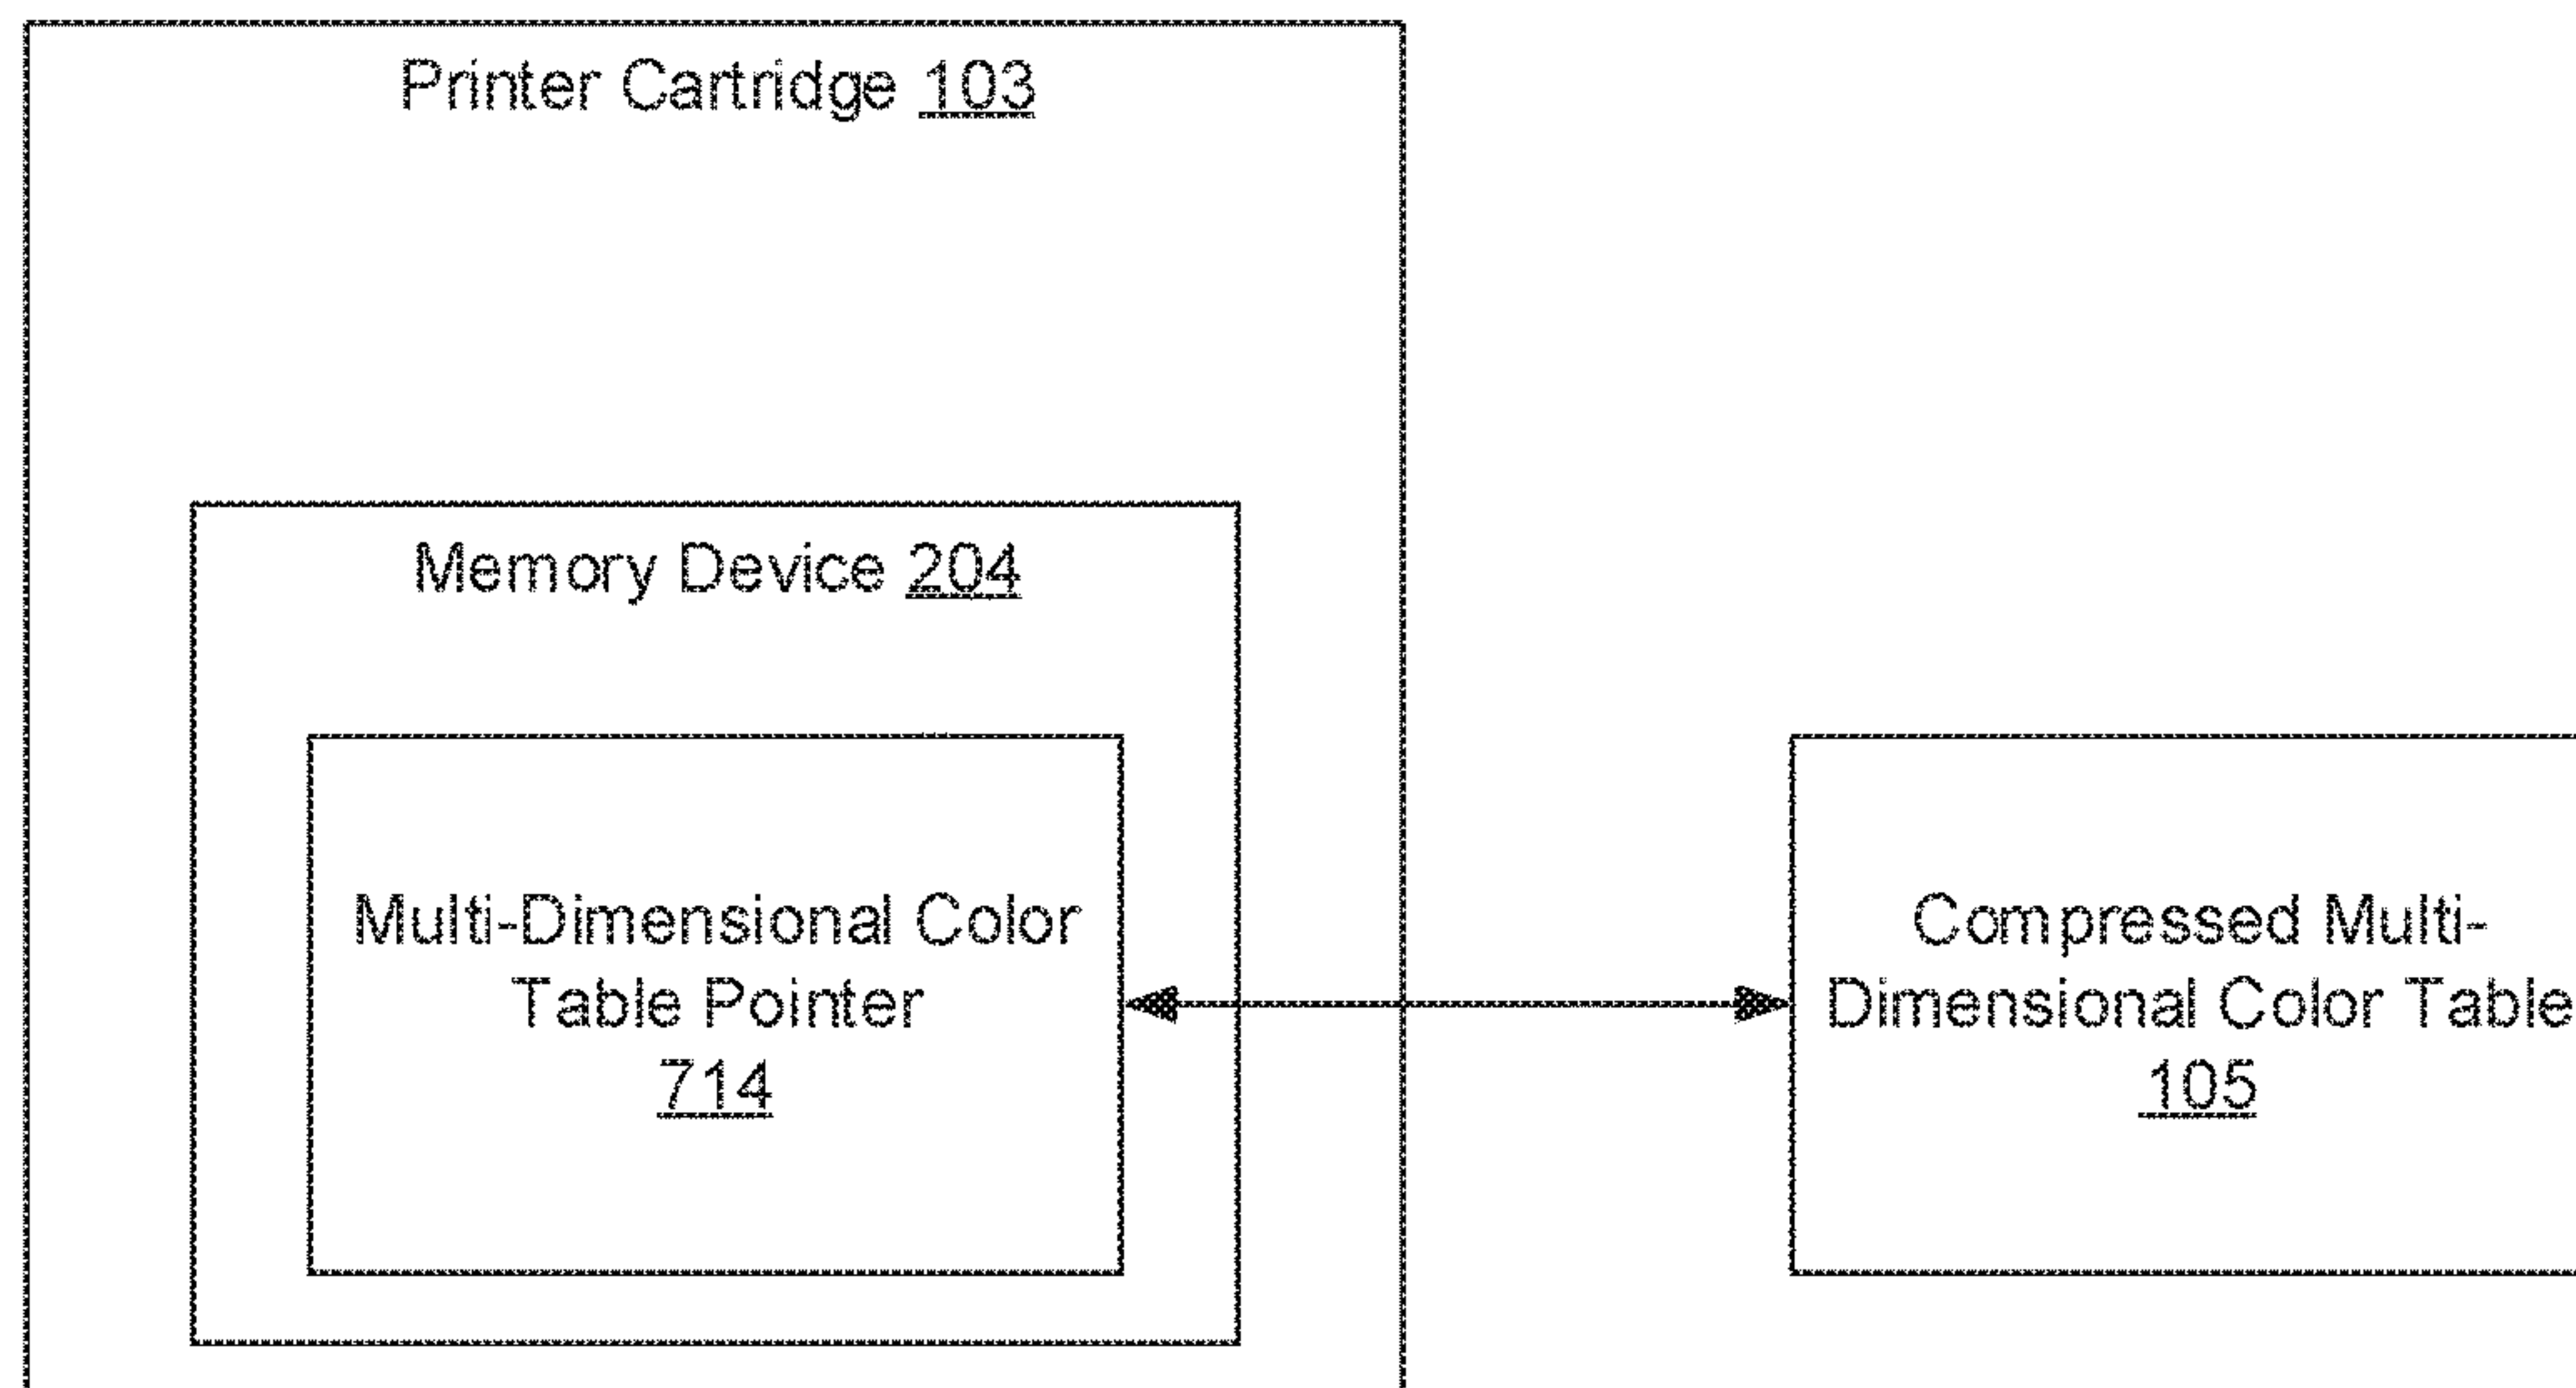 Printer Cartridge 103
Memory Device 204
Multi-Dimensional Color
Table Pointer
714
Compressed Multi-
Dimensional Color Table
105